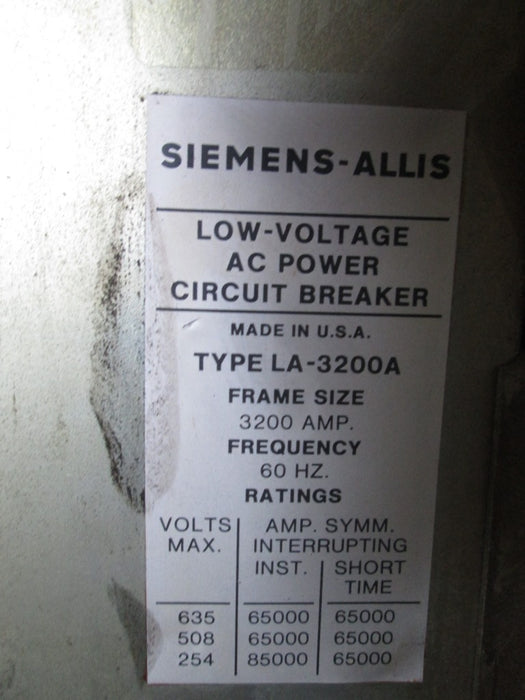 SIEMENS-ALLIS
LOW-VOLTAGE
AC POWER
CIRCUIT BREAKER
MADE IN U.S.A.
TYPE LA-3200A
FRAME SIZE
3200 AMP.
FREQUENCY
60 HZ.
RATINGS
VOLTS AMP. SYMM.
MAX. INTERRUPTING
INST. SHORT
TIME
635 65000 65000
508 65000 65000
254 85000 65000